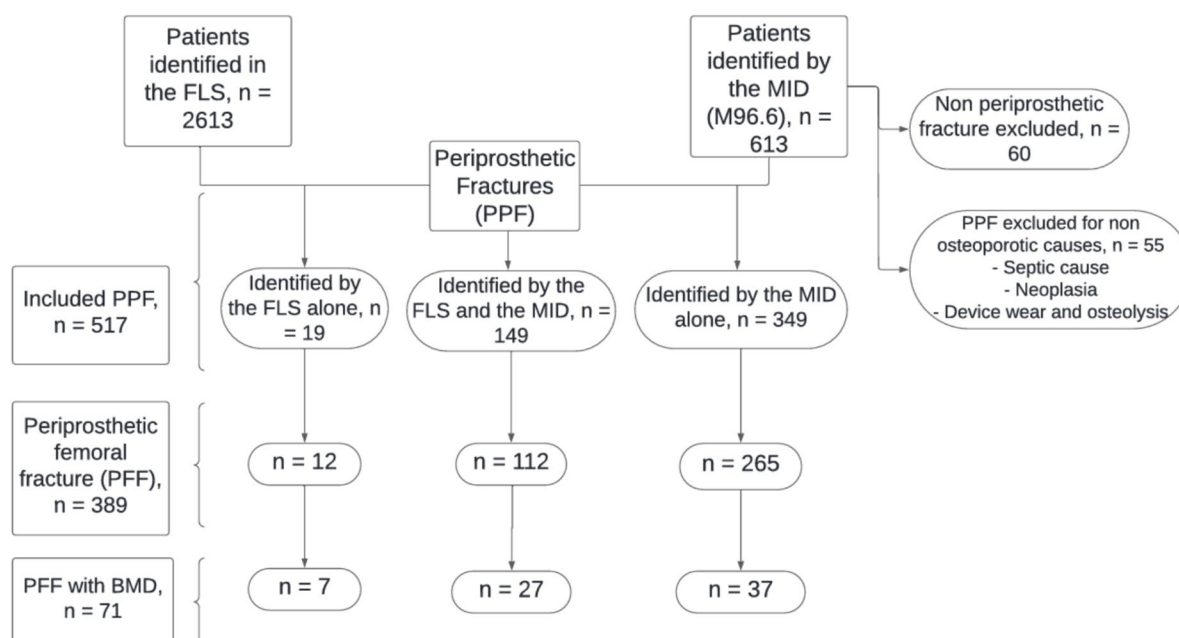 Patients
identified in
the FLS, n =
2613
Patients
identified by
the MID
(M96.6), n =
613
Non periprosthetic
fracture excluded, n =
60
Periprosthetic
Fractures
(PPF)
PPF excluded for non
osteoporotic causes, n = 55
- Septic cause
- Neoplasia
- Device wear and osteolysis
Included PPF,
n = 517
Identified by
the FLS alone, n
= 19
Identified by the
FLS and the MID, n =
149
Identified by the MID
alone, n = 349
Periprosthetic
femoral
fracture (PFF),
n = 389
n = 12
n = 112
n = 265
PFF with BMD,
n = 71
n = 7
n = 27
n = 37